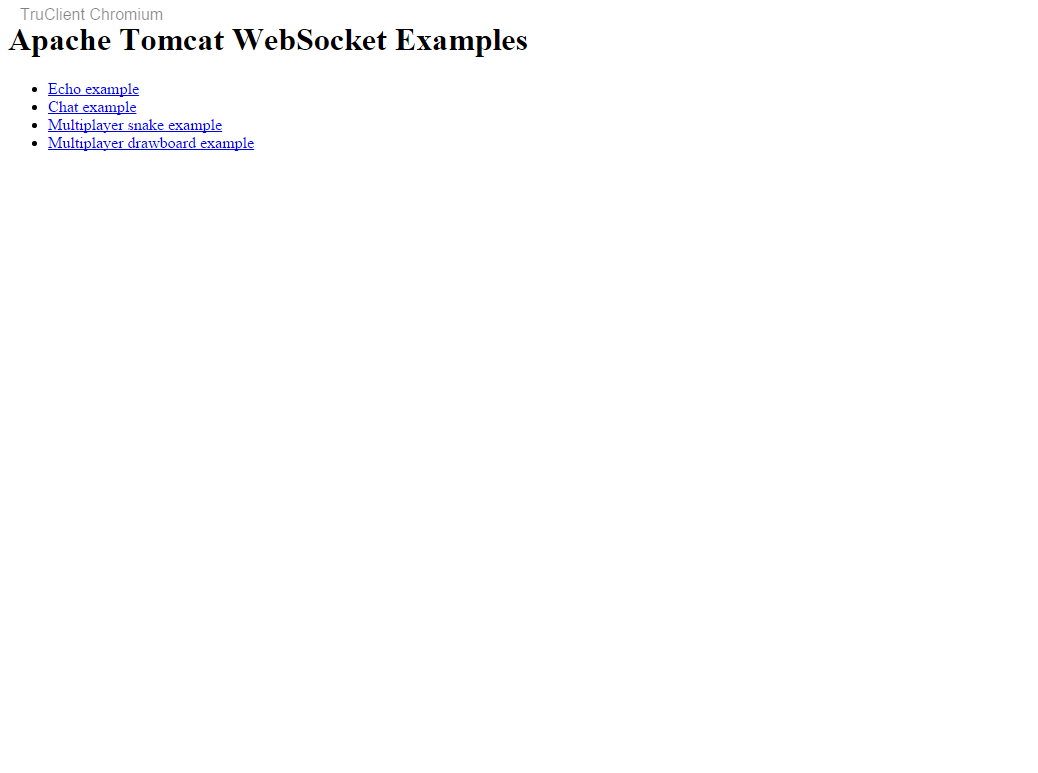 TruClient Chromium
Apache Tomcat WebSocket Examples
Echo example
Chat example
Multiplayer snake example
Multiplayer drawboard example